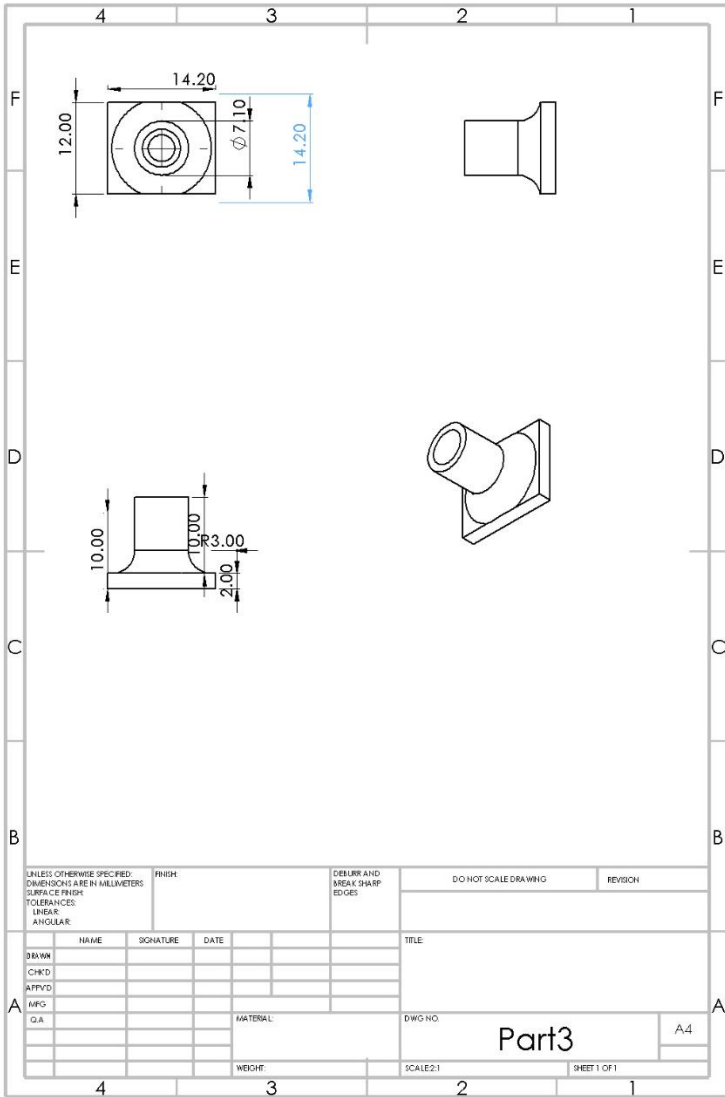 4 3 2 1
F F
14.20
12.00
Ø7.10
14.20
E E
D D
10.00
10.00
R3.00
2.00
C C
B B
UNLESS OTHERWISE SPECIFIED:
DIMENSIONS ARE IN MILLIMETERS
SURFACE FINISH:
TOLERANCES:
LINEAR:
ANGULAR:
FINISH:
DEBURR AND
BREAK SHARP
EDGES
DO NOT SCALE DRAWING
REVISION
NAME SIGNATURE DATE
TITLE:
DRAWN
CHK'D
APPV'D
MFG
Q.A
A A
MATERIAL:
DWG NO.
Part3
A4
WEIGHT:
SCALE:2:1
SHEET 1 OF 1
4 3 2 1